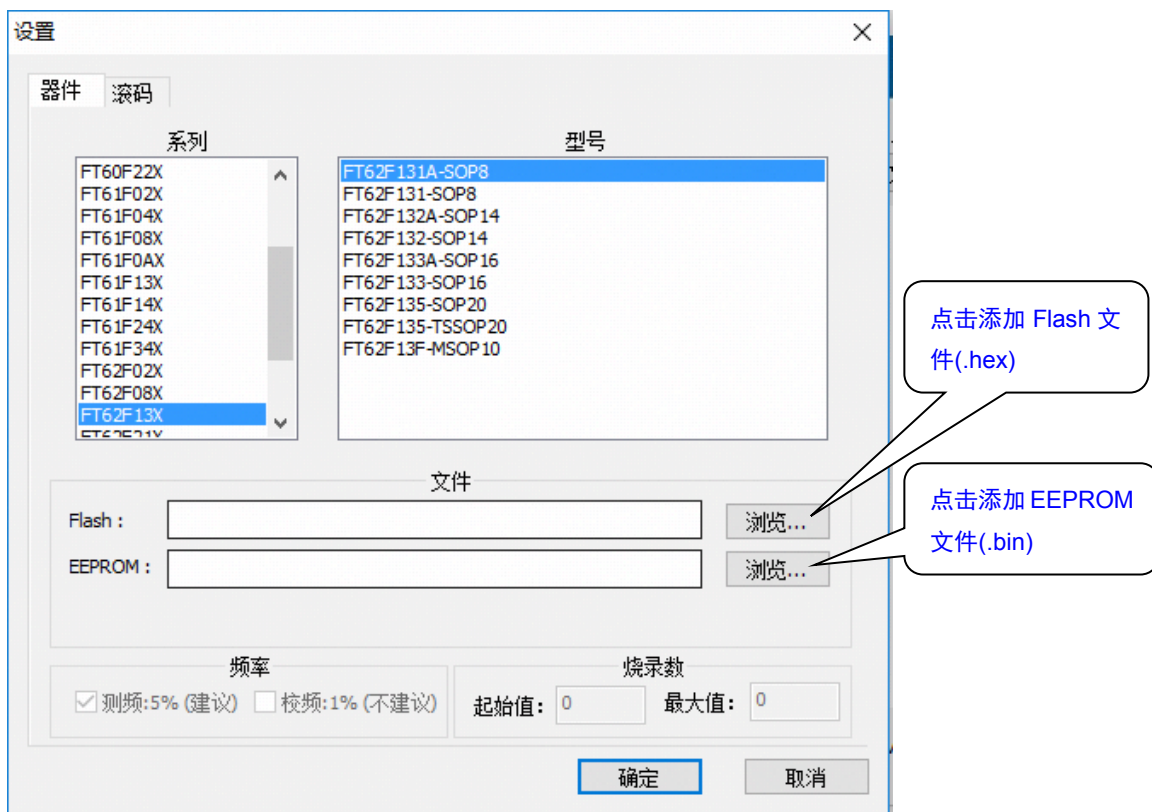 设置
器件
滚码
系列
FT60F22X
FT61F02X
FT61F04X
FT61F08X
FT61F0AX
FT61F13X
FT61F14X
FT61F24X
FT61F34X
FT62F02X
FT62F08X
FT62F13X
型号
FT62F131A-SOP8
FT62F131-SOP8
FT62F132A-SOP14
FT62F132-SOP14
FT62F133A-SOP16
FT62F133-SOP16
FT62F135-SOP20
FT62F135-TSSOP20
FT62F13F-MSOP10
点击添加 Flash 文
件(.hex)
文件
Flash :
浏览...
EEPROM :
浏览...
点击添加 EEPROM
文件(.bin)
频率
测频:5% (建议)
校频:1% (不建议)
烧录数
起始值: 0
最大值: 0
确定
取消